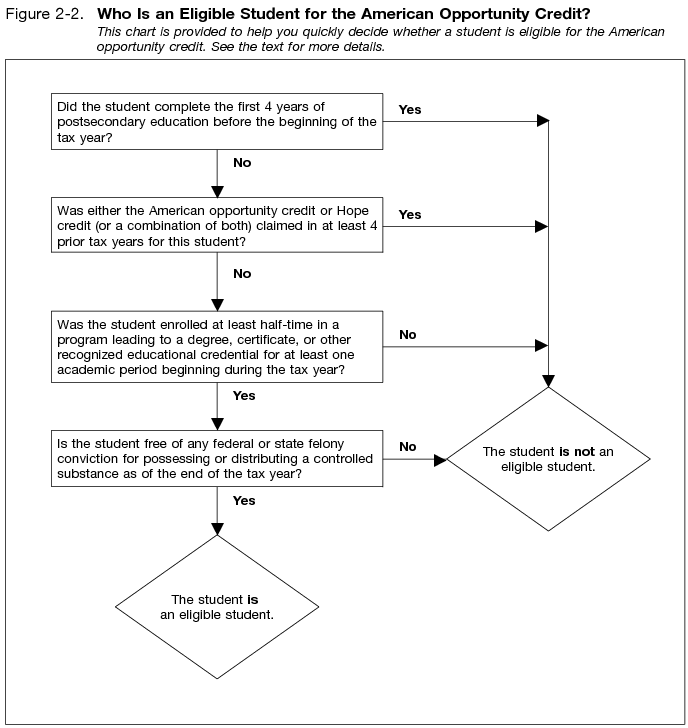 Figure 2-2. Who Is an Eligible Student for the American Opportunity Credit?
This chart is provided to help you quickly decide whether a student is eligible for the American
opportunity credit. See the text for more details.
Did the student complete the first 4 years of
postsecondary education before the beginning of the
tax year?
Yes
No
Was either the American opportunity credit or Hope
credit (or a combination of both) claimed in at least 4
prior tax years for this student?
Yes
No
Was the student enrolled at least half-time in a
program leading to a degree, certificate, or other
recognized educational credential for at least one
academic period beginning during the tax year?
No
Yes
Is the student free of any federal or state felony
conviction for possessing or distributing a controlled
substance as of the end of the tax year?
No
The student is not an
eligible student.
Yes
The student is
an eligible student.